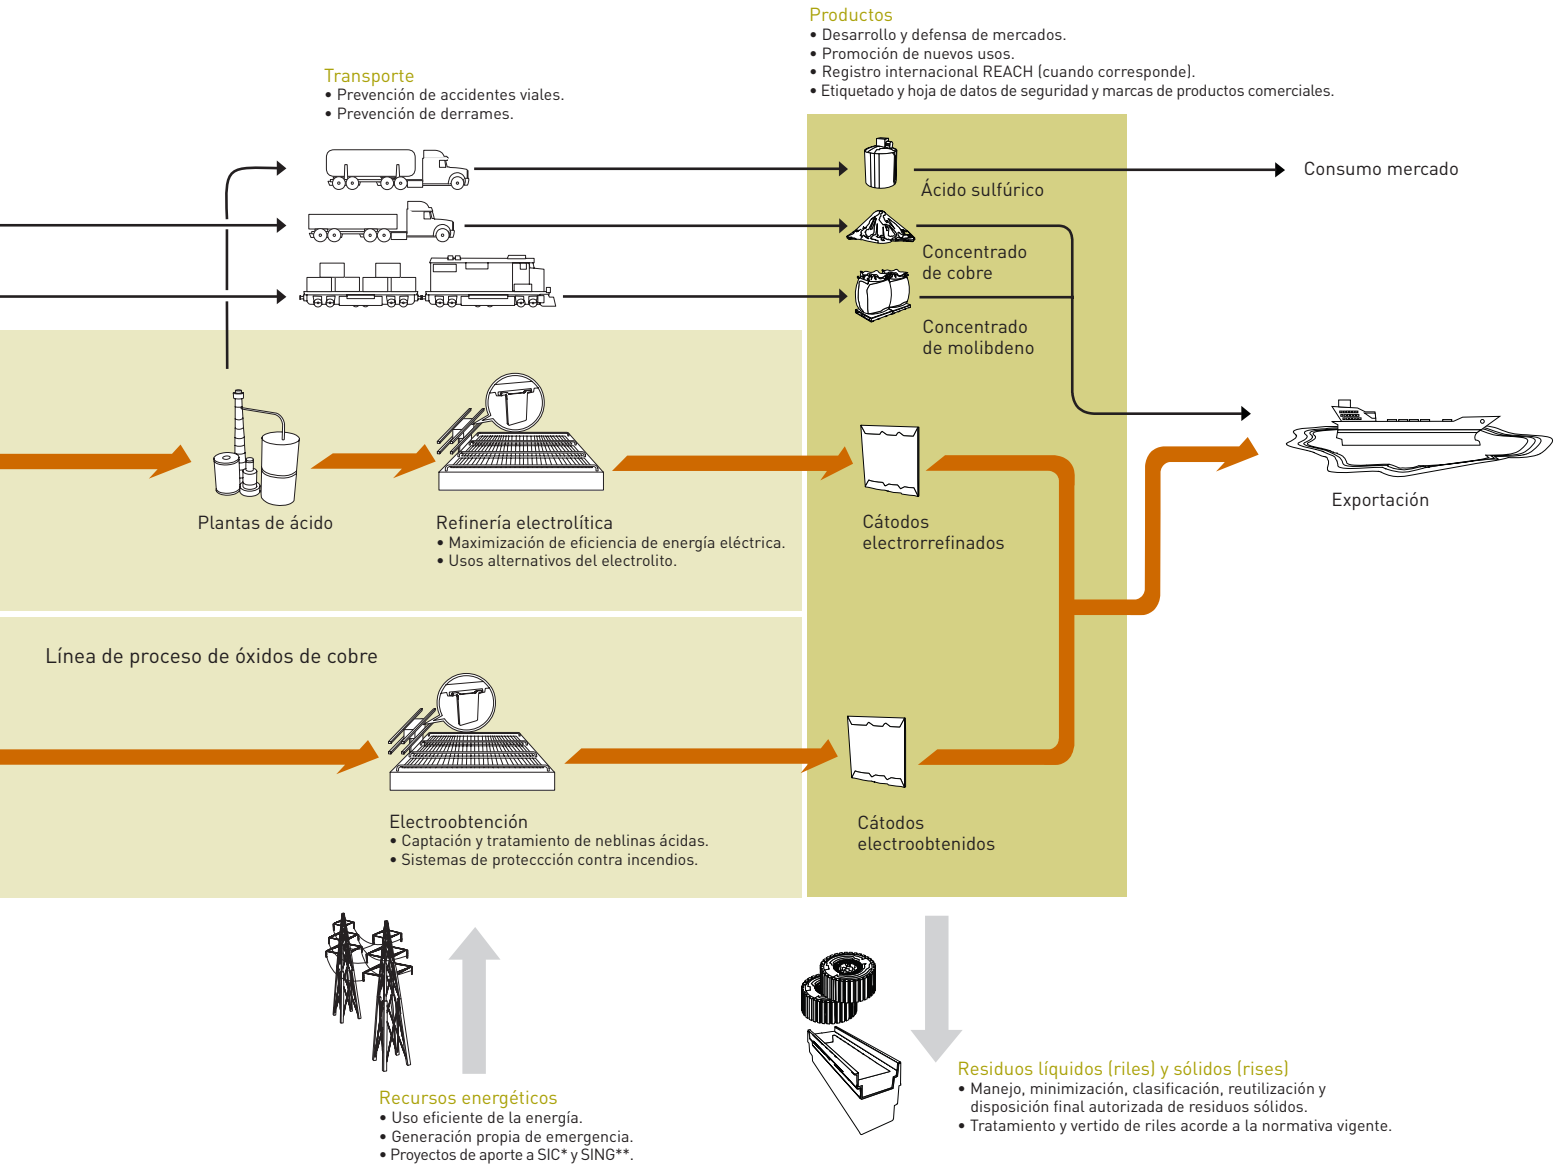 Productos
• Desarrollo y defensa de mercados.
• Promoción de nuevos usos.
• Registro internacional REACH (cuando corresponde).
• Etiquetado y hoja de datos de seguridad y marcas de productos comerciales.
Transporte
• Prevención de accidentes viales.
• Prevención de derrames.
Ácido sulfúrico
Consumo mercado
Concentrado
de cobre
Concentrado
de molibdeno
Plantas de ácido
Refinería electrolítica
• Maximización de eficiencia de energía eléctrica.
• Usos alternativos del electrolito.
Cátodos
electrorrefinados
Exportación
Línea de proceso de óxidos de cobre
Electroobtención
• Captación y tratamiento de neblinas ácidas.
• Sistemas de proteccción contra incendios.
Cátodos
electroobtenidos
Recursos energéticos
• Uso eficiente de la energía.
• Generación propia de emergencia.
• Proyectos de aporte a SIC* y SING**.
Residuos líquidos (riles) y sólidos (rises)
• Manejo, minimización, clasificación, reutilización y
disposición final autorizada de residuos sólidos.
• Tratamiento y vertido de riles acorde a la normativa vigente.